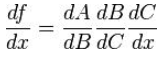 df/dx = dA/dB dB/dC dC/dx